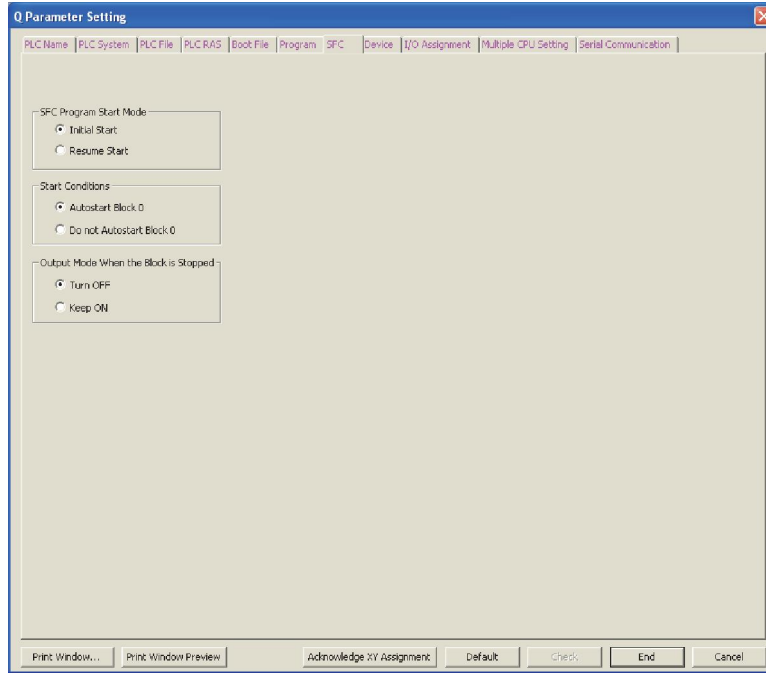 Q Parameter Setting
PLC Name PLC System PLC File PLC RAS Boot File Program SFC Device I/O Assignment Multiple CPU Setting Serial Communication
SFC Program Start Mode
Initial Start
Resume Start
Start Conditions
Autostart Block 0
Do not Autostart Block 0
Output Mode When the Block is Stopped
Turn OFF
Keep ON
Print Window... Print Window Preview Acknowledge XY Assignment Default Check End Cancel